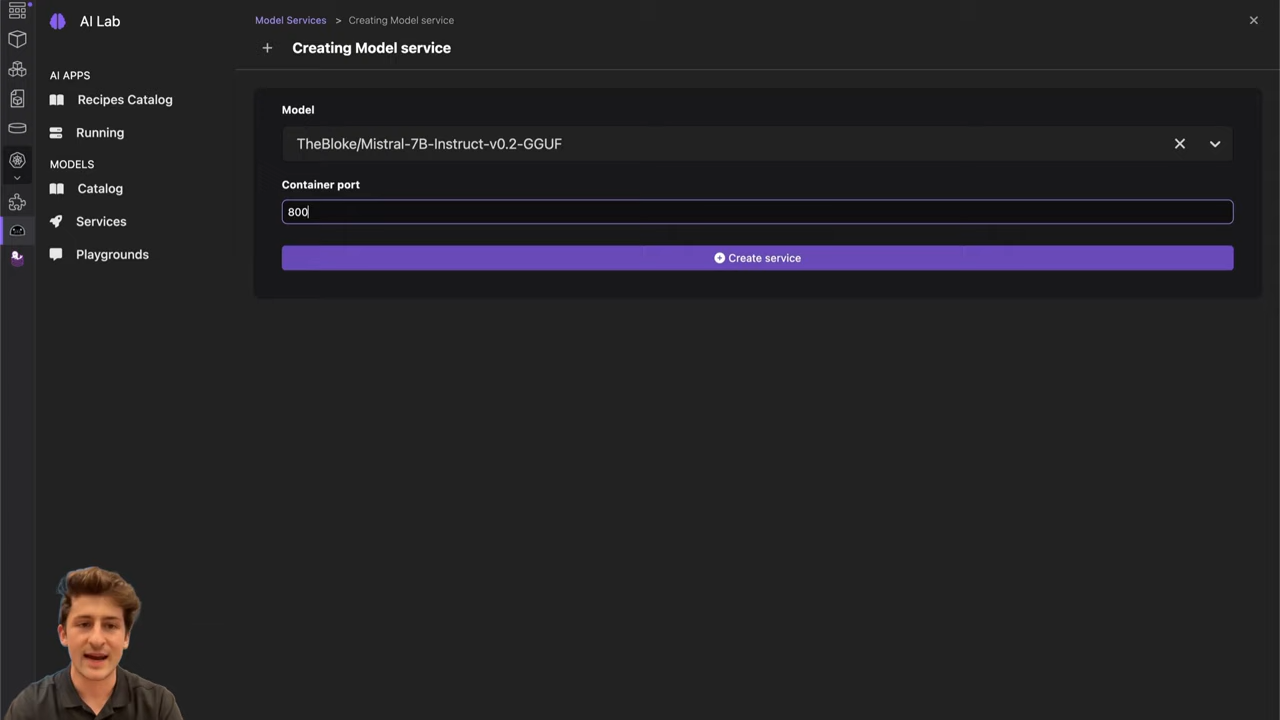 AI Lab
AI APPS
Recipes Catalog
Running
MODELS
Catalog
Services
Playgrounds
Model Services > Creating Model service
Creating Model service
Model
TheBloke/Mistral-7B-Instruct-v0.2-GGUF
Container port
800
Create service